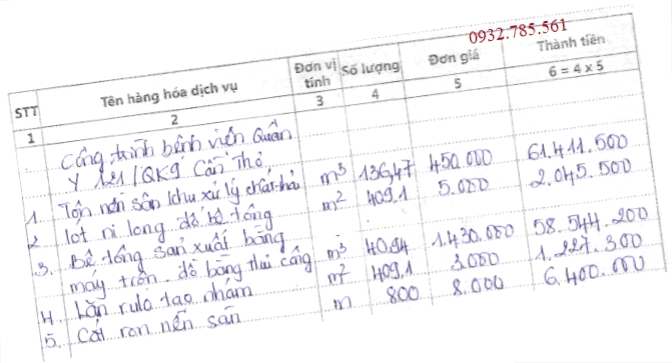 0932.785.561
STT Tên hàng hóa dịch vụ Đơn vị tính Số lượng Đơn giá Thành tiền
1 2 3 4 5 6 = 4 x 5
Công trình bệnh viện Quân
Y 121/QK9 Cần Thơ
1. Tôn nền sân khu xử lý chất thải m³ 136,47 450.000 61.411.500
2 lót ni long đổ bê tông m² 409,1 5.000 2.045.500
3. Bê tông sản xuất bằng
máy trộn. đổ bằng thủ công m³ 40.94 1.430.000 58.544.200
4 Lăn rulo tạo nhám m² 409,1 3.000 1.227.300
5. Cắt ron nền sân m 800 8.000 6.400.000